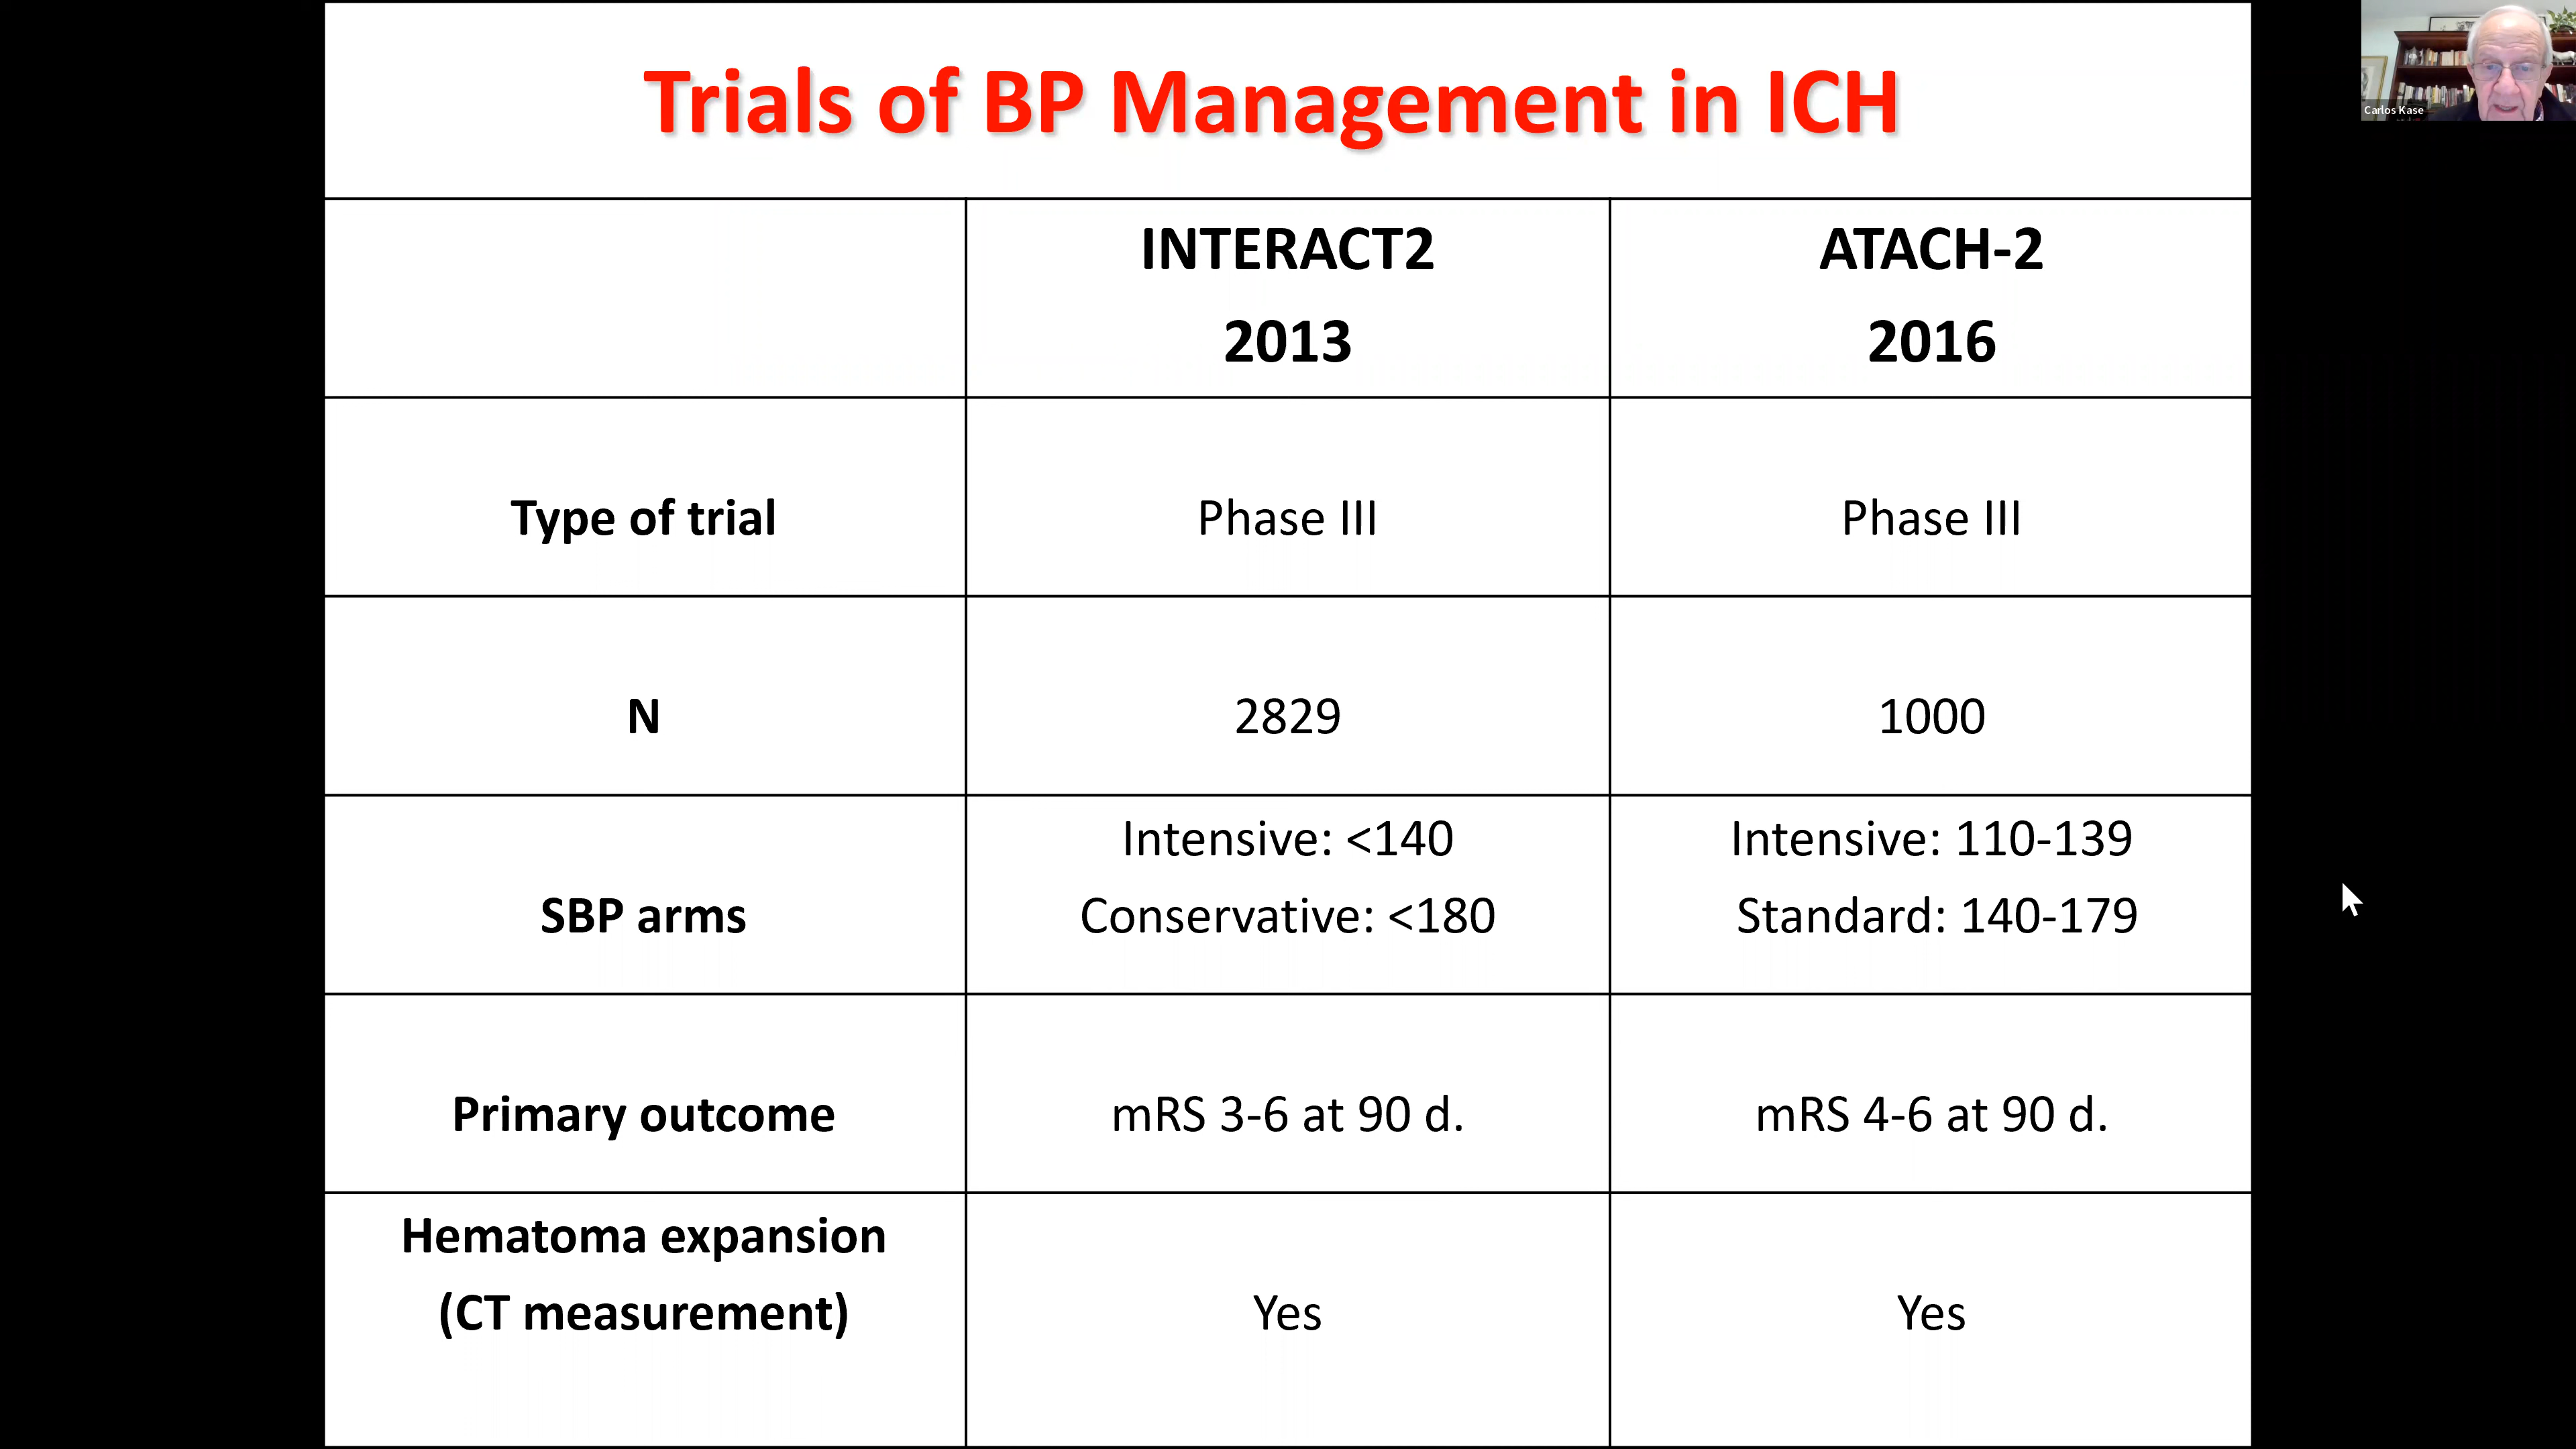 Trials of BP Management in ICH
Carlos Kase
INTERACT2
2013
ATACH-2
2016
Type of trial
Phase III
Phase III
N
2829
1000
SBP arms
Intensive: <140
Conservative: <180
Intensive: 110-139
Standard: 140-179
Primary outcome
mRS 3-6 at 90 d.
mRS 4-6 at 90 d.
Hematoma expansion
(CT measurement)
Yes
Yes